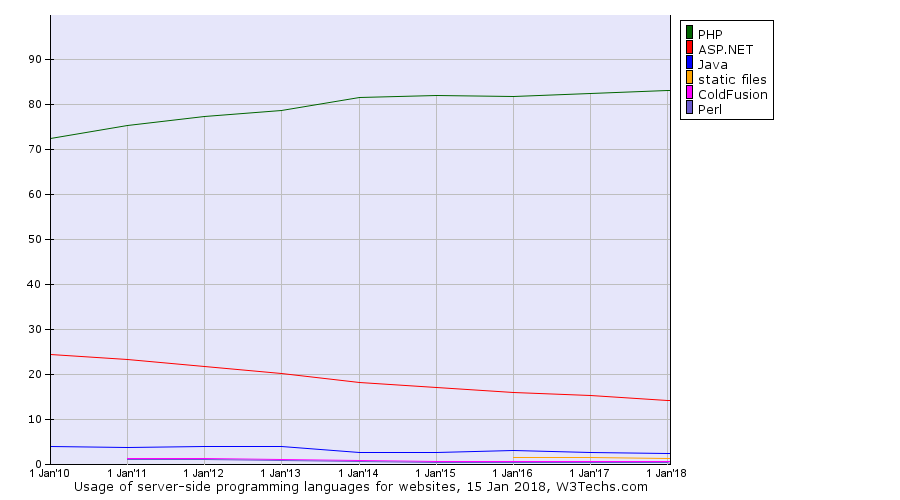 90
80
70
60
50
40
30
20
10
0
1 Jan'10 1 Jan'11 1 Jan'12 1 Jan'13 1 Jan'14 1 Jan'15 1 Jan'16 1 Jan'17 1 Jan'18
Usage of server-side programming languages for websites, 15 Jan 2018, W3Techs.com
PHP
ASP.NET
Java
static files
ColdFusion
Perl